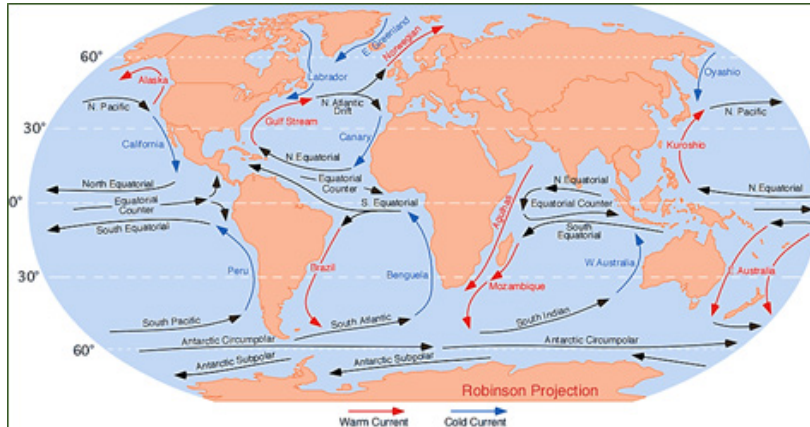 60°
30°
0°
30°
60°
Alaska
N. Pacific
California
North Equatorial
Equatorial
Counter
South Equatorial
Peru
South Pacific
Antarctic Circumpolar
Antarctic Subpolar
Labrador
E. Greenland
Norwegian
N. Atlantic
Drift
Gulf Stream
Canary
N. Equatorial
Equatorial
Counter
S. Equatorial
Brazil
Benguela
South Atlantic
Antarctic Subpolar
Agulhas
Mozambique
N. Equatorial
Equatorial Counter
South
Equatorial
W. Australia
South Indian
Antarctic Circumpolar
Oyashio
N. Pacific
Kuroshio
N. Equatorial
Australia
Robinson Projection
Warm Current
Cold Current